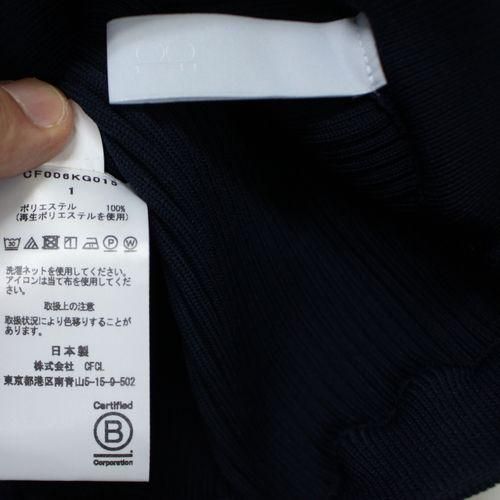 CF006KG015
1
ポリエステル 100%
(再生ポリエステルを使用)
洗濯ネットを使用してください。
アイロンは当て布を使用してください。
取扱上の注意
取扱状況により色移りすることが
あります。
日本製
株式会社 CFCL
東京都港区南青山5-15-9-502
Certified
B
Corporation